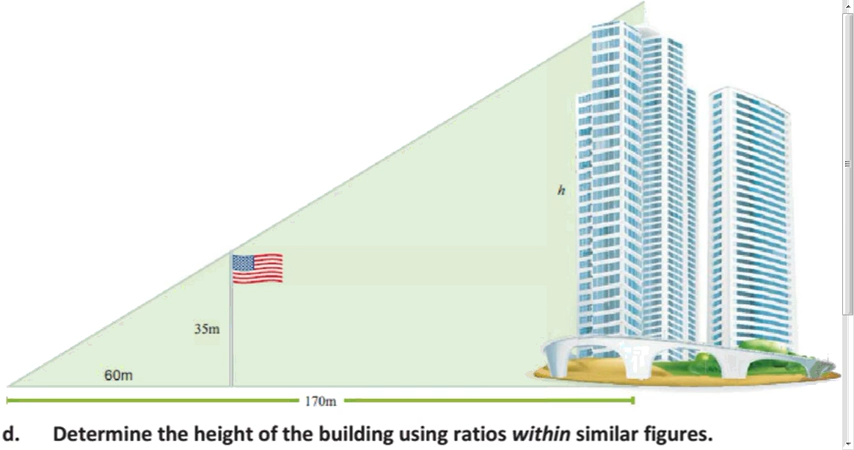 h
35m
60m
170m
d. Determine the height of the building using ratios within similar figures.